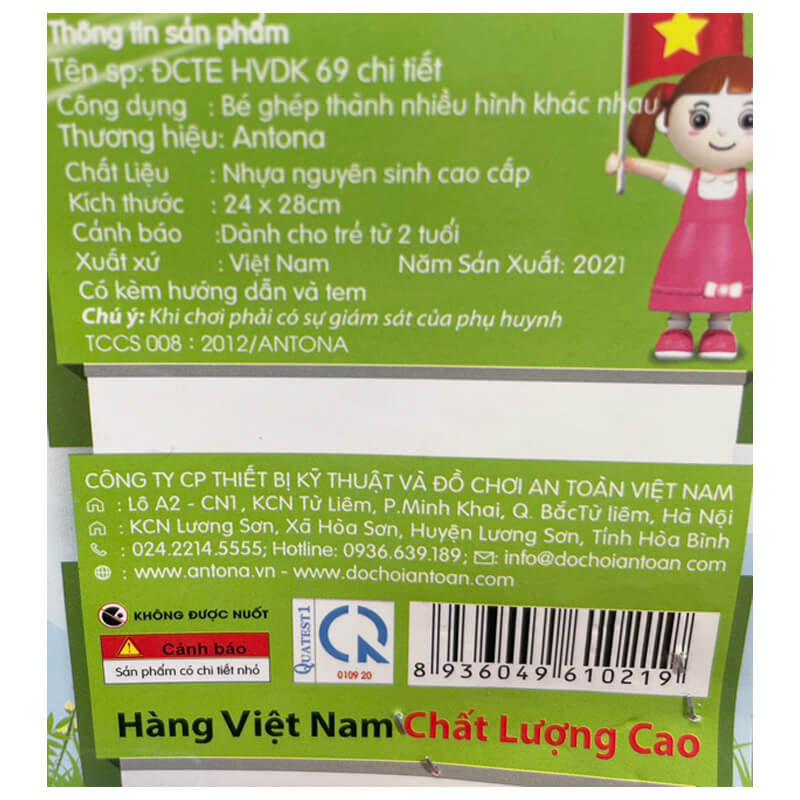 Thông tin sản phẩm
Tên sp: ĐCTE HVDK 69 chi tiết
Công dụng : Bé ghép thành nhiều hình khác nhau
Thương hiệu: Antona
Chất Liệu : Nhựa nguyên sinh cao cấp
Kích thước : 24 x 28cm
Cảnh báo :Dành cho trẻ từ 2 tuổi
Xuất xứ : Việt Nam Năm Sản Xuất: 2021
Có kèm hướng dẫn và tem
Chú ý: Khi chơi phải có sự giám sát của phụ huynh
TCCS 008 : 2012/ANTONA
CÔNG TY CP THIẾT BỊ KỸ THUẬT VÀ ĐỒ CHƠI AN TOÀN VIỆT NAM
: Lô A2 - CN1, KCN Từ Liêm, P.Minh Khai, Q. BắcTừ liêm, Hà Nội
: KCN Lương Sơn, Xã Hòa Sơn, Huyện Lương Sơn, Tỉnh Hòa Bình
: 024.2214.5555; Hotline: 0936.639.189; : info@dochoiantoan.com
: www.antona.vn - www.dochoiantoan.com
KHÔNG ĐƯỢC NUỐT
Cảnh báo
Sản phẩm có chi tiết nhỏ
QUATEST1
CR
0109 20
8 936049 610219
Hàng Việt Nam Chất Lượng Cao